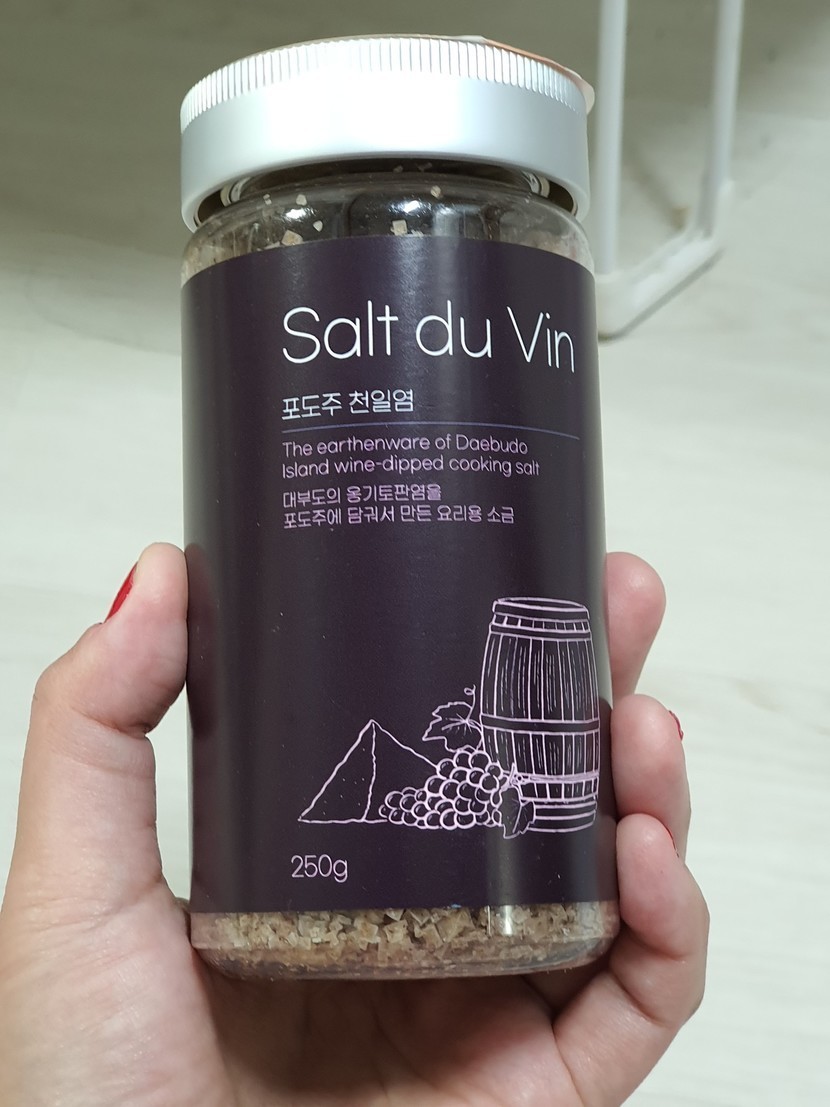 Salt du Vin
포도주 천일염
The earthenware of Daebudo
Island wine-dipped cooking salt
대부도의 옹기토판염을
포도주에 담궈서 만든 요리용 소금
250g